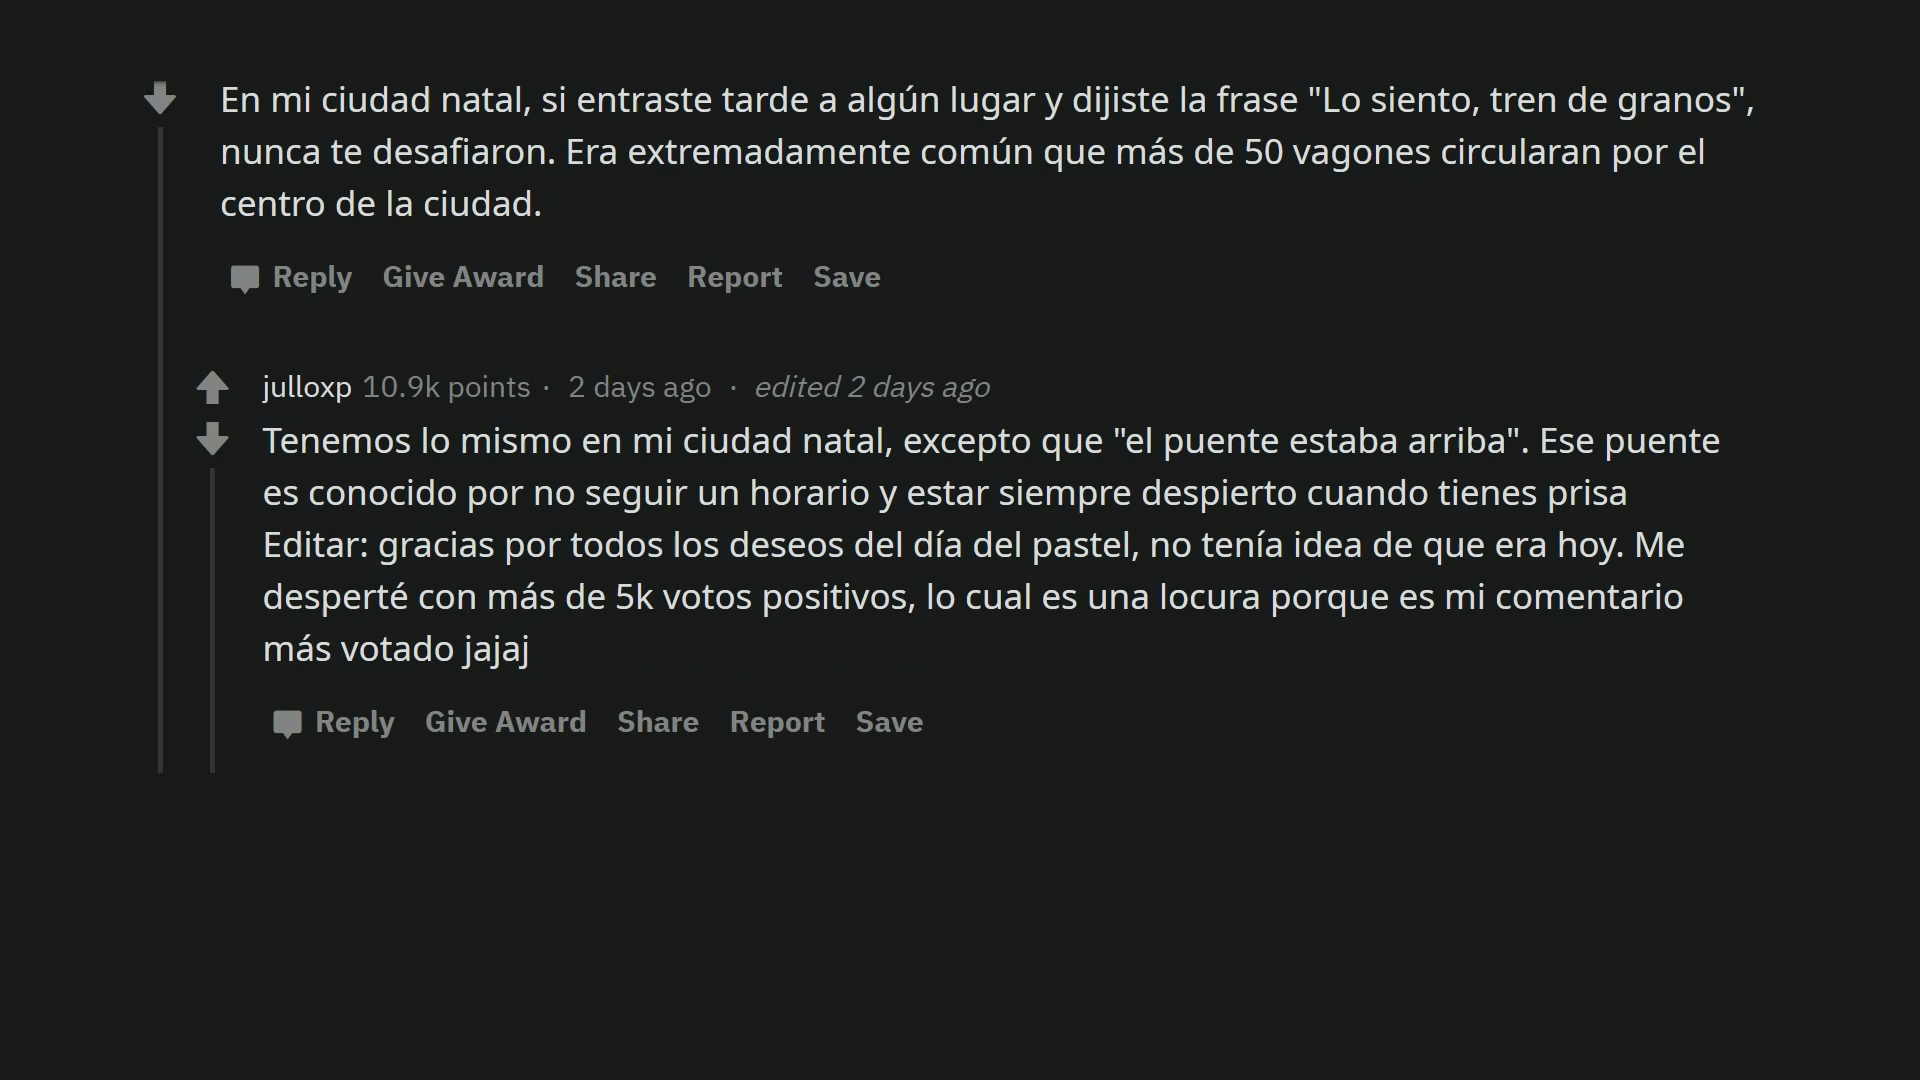 En mi ciudad natal, si entraste tarde a algún lugar y dijiste la frase "Lo siento, tren de granos",
nunca te desafiaron. Era extremadamente común que más de 50 vagones circularan por el
centro de la ciudad.
Reply Give Award Share Report Save
julloxp 10.9k points · 2 days ago · edited 2 days ago
Tenemos lo mismo en mi ciudad natal, excepto que "el puente estaba arriba". Ese puente
es conocido por no seguir un horario y estar siempre despierto cuando tienes prisa
Editar: gracias por todos los deseos del día del pastel, no tenía idea de que era hoy. Me
desperté con más de 5k votos positivos, lo cual es una locura porque es mi comentario
más votado jajaj
Reply Give Award Share Report Save